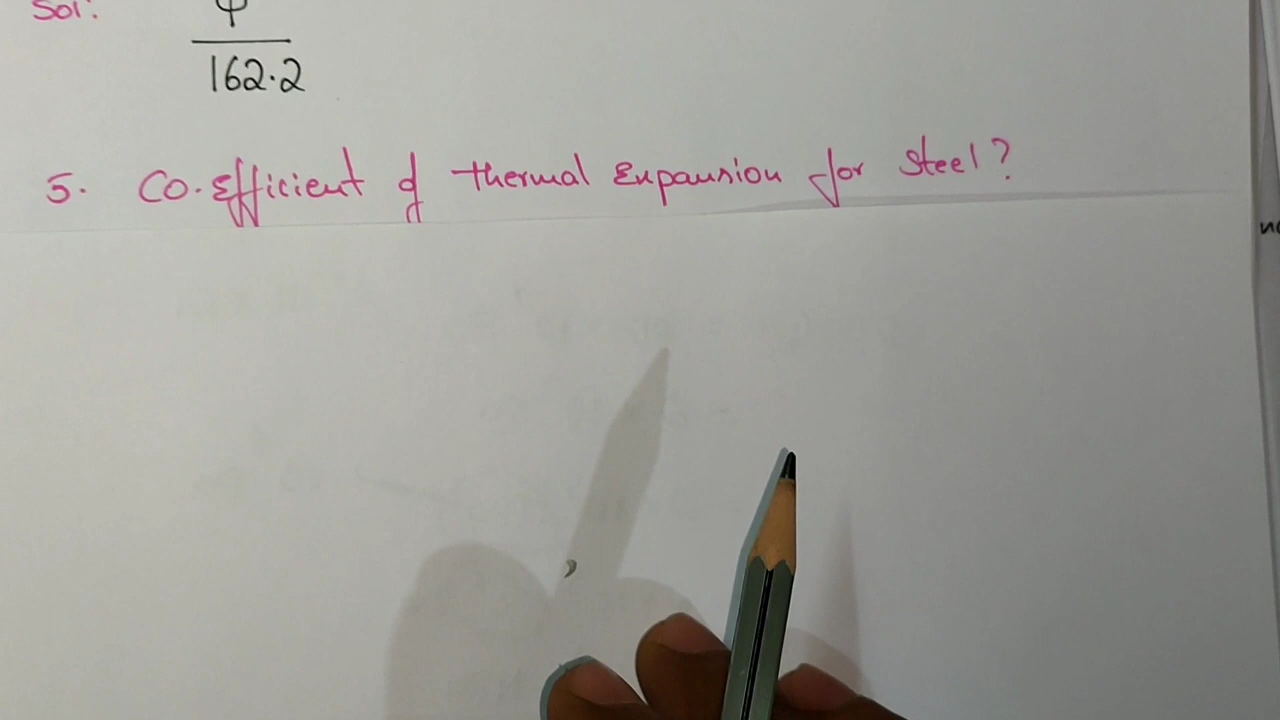 Sol:
φ
162.2
5. Co.Efficient of thermal Expansion for Steel?